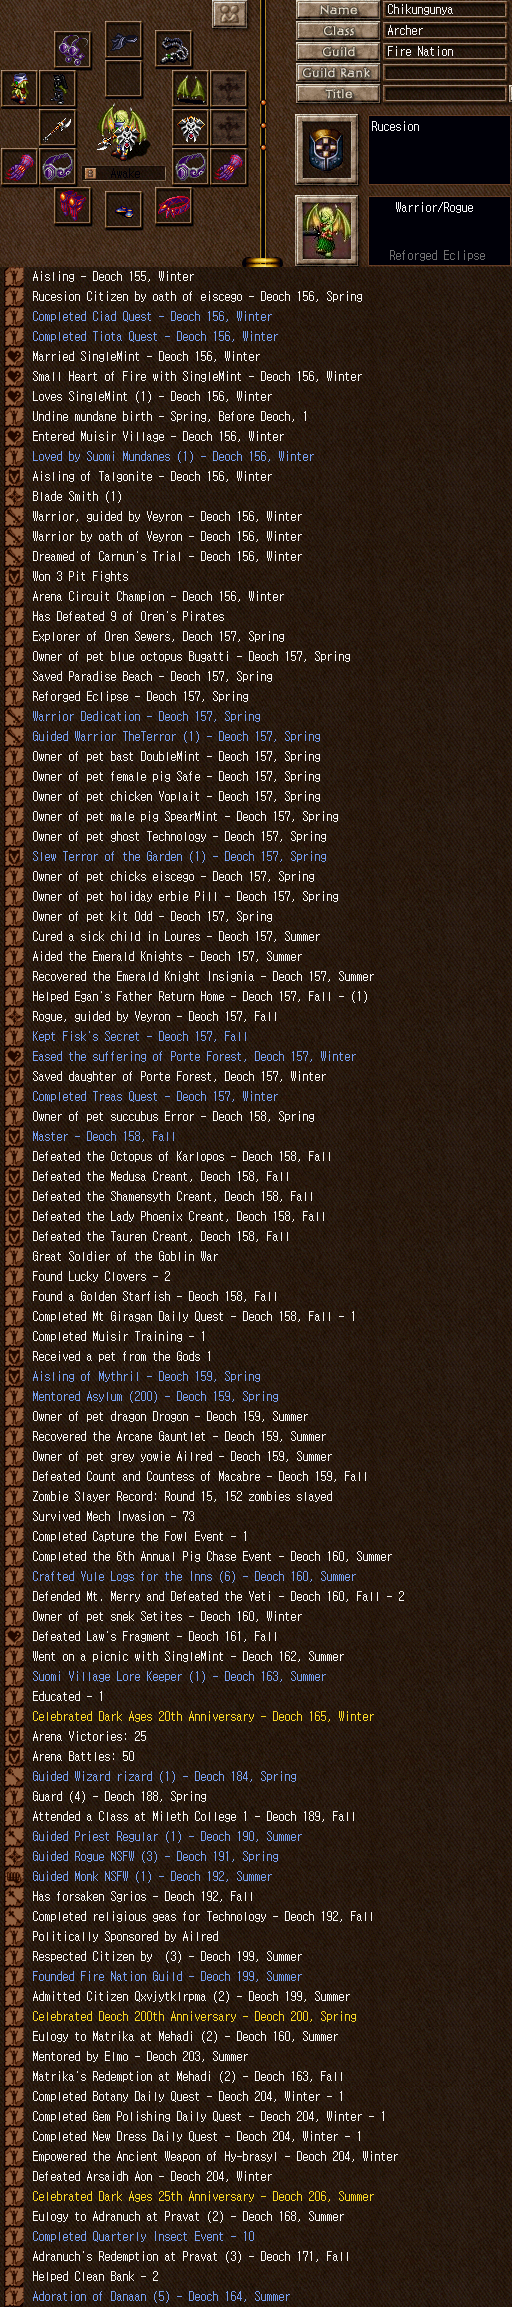 Name
Chikungunya
Class
Archer
Guild
Fire Nation
Guild Rank
Title
Awake
Rucesion
Warrior/Rogue
Reforged Eclipse
Aisling - Deoch 155, Winter
Rucesion Citizen by oath of eiscego - Deoch 156, Spring
Completed Ciad Quest - Deoch 156, Winter
Completed Tiota Quest - Deoch 156, Winter
Married SingleMint - Deoch 156, Winter
Small Heart of Fire with SingleMint - Deoch 156, Winter
Loves SingleMint (1) - Deoch 156, Winter
Undine mundane birth - Spring, Before Deoch, 1
Entered Muisir Village - Deoch 156, Winter
Loved by Suomi Mundanes (1) - Deoch 156, Winter
Aisling of Talgonite - Deoch 156, Winter
Blade Smith (1)
Warrior, guided by Veyron - Deoch 156, Winter
Warrior by oath of Veyron - Deoch 156, Winter
Dreamed of Carnun's Trial - Deoch 156, Winter
Won 3 Pit Fights
Arena Circuit Champion - Deoch 156, Winter
Has Defeated 9 of Oren's Pirates
Explorer of Oren Sewers, Deoch 157, Spring
Owner of pet blue octopus Bugatti - Deoch 157, Spring
Saved Paradise Beach - Deoch 157, Spring
Reforged Eclipse - Deoch 157, Spring
Warrior Dedication - Deoch 157, Spring
Guided Warrior TheTerror (1) - Deoch 157, Spring
Owner of pet bast DoubleMint - Deoch 157, Spring
Owner of pet female pig Safe - Deoch 157, Spring
Owner of pet chicken Yoplait - Deoch 157, Spring
Owner of pet male pig SpearMint - Deoch 157, Spring
Owner of pet ghost Technology - Deoch 157, Spring
Slew Terror of the Garden (1) - Deoch 157, Spring
Owner of pet chicks eiscego - Deoch 157, Spring
Owner of pet holiday erbie Pill - Deoch 157, Spring
Owner of pet kit Odd - Deoch 157, Spring
Cured a sick child in Loures - Deoch 157, Summer
Aided the Emerald Knights - Deoch 157, Summer
Recovered the Emerald Knight Insignia - Deoch 157, Summer
Helped Egan's Father Return Home - Deoch 157, Fall - (1)
Rogue, guided by Veyron - Deoch 157, Fall
Kept Fisk's Secret - Deoch 157, Fall
Eased the suffering of Porte Forest, Deoch 157, Winter
Saved daughter of Porte Forest, Deoch 157, Winter
Completed Treas Quest - Deoch 157, Winter
Owner of pet succubus Error - Deoch 158, Spring
Master - Deoch 158, Fall
Defeated the Octopus of Karlopos - Deoch 158, Fall
Defeated the Medusa Creant, Deoch 158, Fall
Defeated the Shamensyth Creant, Deoch 158, Fall
Defeated the Lady Phoenix Creant, Deoch 158, Fall
Defeated the Tauren Creant, Deoch 158, Fall
Great Soldier of the Goblin War
Found Lucky Clovers - 2
Found a Golden Starfish - Deoch 158, Fall
Completed Mt Giragan Daily Quest - Deoch 158, Fall - 1
Completed Muisir Training - 1
Received a pet from the Gods 1
Aisling of Mythril - Deoch 159, Spring
Mentored Asylum (200) - Deoch 159, Spring
Owner of pet dragon Drogon - Deoch 159, Summer
Recovered the Arcane Gauntlet - Deoch 159, Summer
Owner of pet grey yowie Ailred - Deoch 159, Summer
Defeated Count and Countess of Macabre - Deoch 159, Fall
Zombie Slayer Record: Round 15, 152 zombies slayed
Survived Mech Invasion - 73
Completed Capture the Fowl Event - 1
Completed the 6th Annual Pig Chase Event - Deoch 160, Summer
Crafted Yule Logs for the Inns (6) - Deoch 160, Summer
Defended Mt. Merry and Defeated the Yeti - Deoch 160, Fall - 2
Owner of pet snek Setites - Deoch 160, Winter
Defeated Law's Fragment - Deoch 161, Fall
Went on a picnic with SingleMint - Deoch 162, Summer
Suomi Village Lore Keeper (1) - Deoch 163, Summer
Educated - 1
Celebrated Dark Ages 20th Anniversary - Deoch 165, Winter
Arena Victories: 25
Arena Battles: 50
Guided Wizard rizard (1) - Deoch 184, Spring
Guard (4) - Deoch 188, Spring
Attended a Class at Mileth College 1 - Deoch 189, Fall
Guided Priest Regular (1) - Deoch 190, Summer
Guided Rogue NSFW (3) - Deoch 191, Spring
Guided Monk NSFW (1) - Deoch 192, Summer
Has forsaken Sgrios - Deoch 192, Fall
Completed religious geas for Technology - Deoch 192, Fall
Politically Sponsored by Ailred
Respected Citizen by  (3) - Deoch 199, Summer
Founded Fire Nation Guild - Deoch 199, Summer
Admitted Citizen Qxvjytklrpma (2) - Deoch 199, Summer
Celebrated Deoch 200th Anniversary - Deoch 200, Spring
Eulogy to Matrika at Mehadi (2) - Deoch 160, Summer
Mentored by Elmo - Deoch 203, Summer
Matrika's Redemption at Mehadi (2) - Deoch 163, Fall
Completed Botany Daily Quest - Deoch 204, Winter - 1
Completed Gem Polishing Daily Quest - Deoch 204, Winter - 1
Completed New Dress Daily Quest - Deoch 204, Winter - 1
Empowered the Ancient Weapon of Hy-brasyl - Deoch 204, Winter
Defeated Arsaidh Aon - Deoch 204, Winter
Celebrated Dark Ages 25th Anniversary - Deoch 206, Summer
Eulogy to Adranuch at Pravat (2) - Deoch 168, Summer
Completed Quarterly Insect Event - 10
Adranuch's Redemption at Pravat (3) - Deoch 171, Fall
Helped Clean Bank - 2
Adoration of Danaan (5) - Deoch 164, Summer